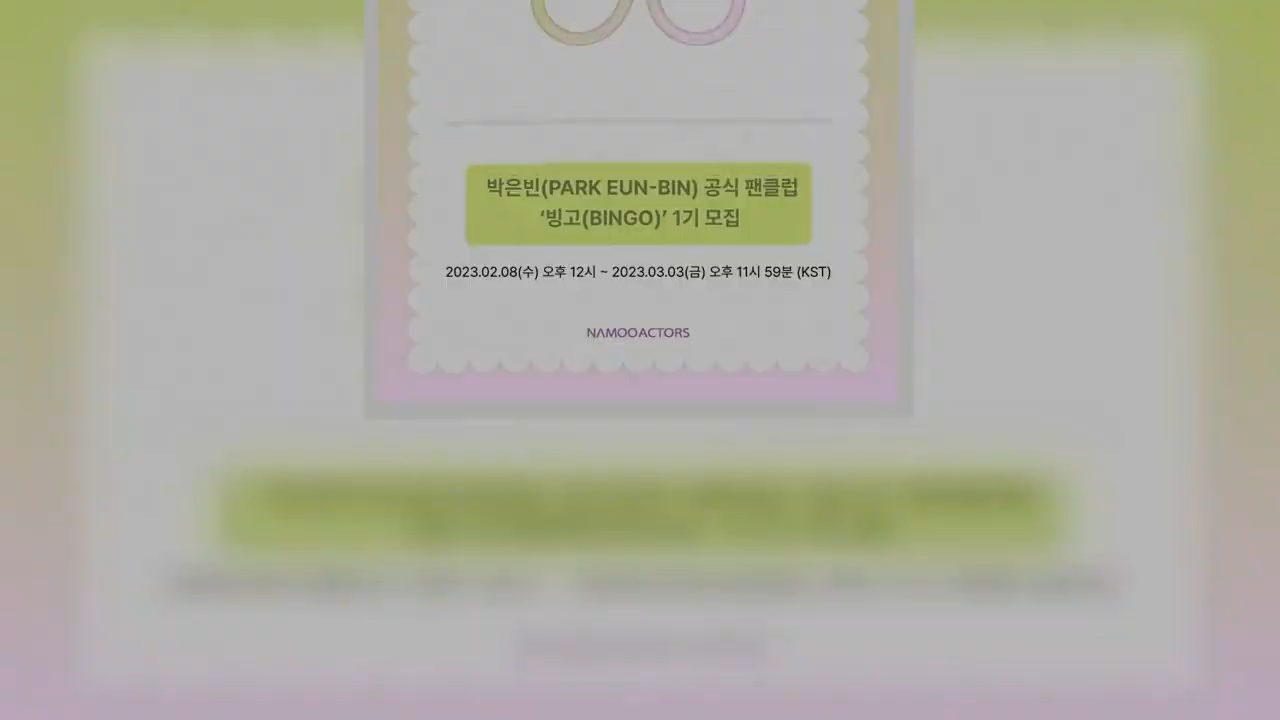 박은빈(PARK EUN-BIN) 공식 팬클럽
‘빙고(BINGO)’ 1기 모집
2023.02.08(수) 오후 12시 ~ 2023.03.03(금) 오후 11시 59분 (KST)
NAMOOACTORS